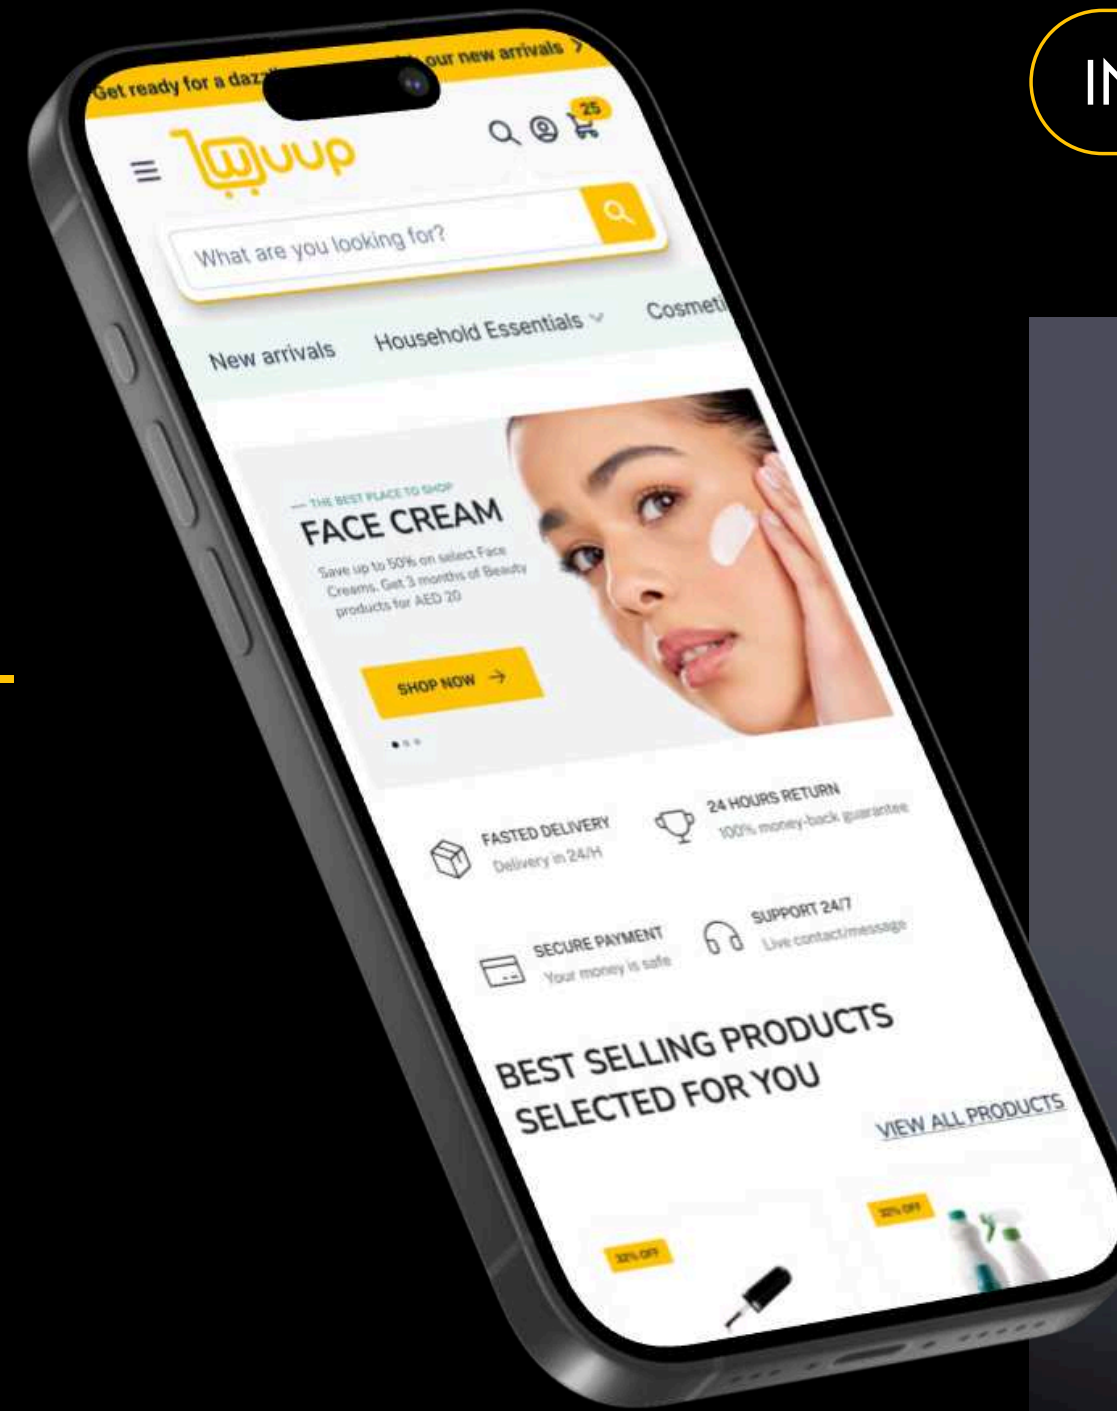 Get ready for a our new arrivals
IN
wuup
25
What are you looking for?
New arrivals Household Essentials Cosmeti
THE BEST PLACE TO SHOP
FACE CREAM
Save up to 50% on select Face
Creams. Get 3 months of Beauty
products for AED 20
SHOP NOW
FASTED DELIVERY
Delivery in 24/H
24 HOURS RETURN
100% money-back guarantee
SECURE PAYMENT
Your money is safe
SUPPORT 24/7
Live contact/message
BEST SELLING PRODUCTS
SELECTED FOR YOU
VIEW ALL PRODUCTS
32% OFF
32% OFF